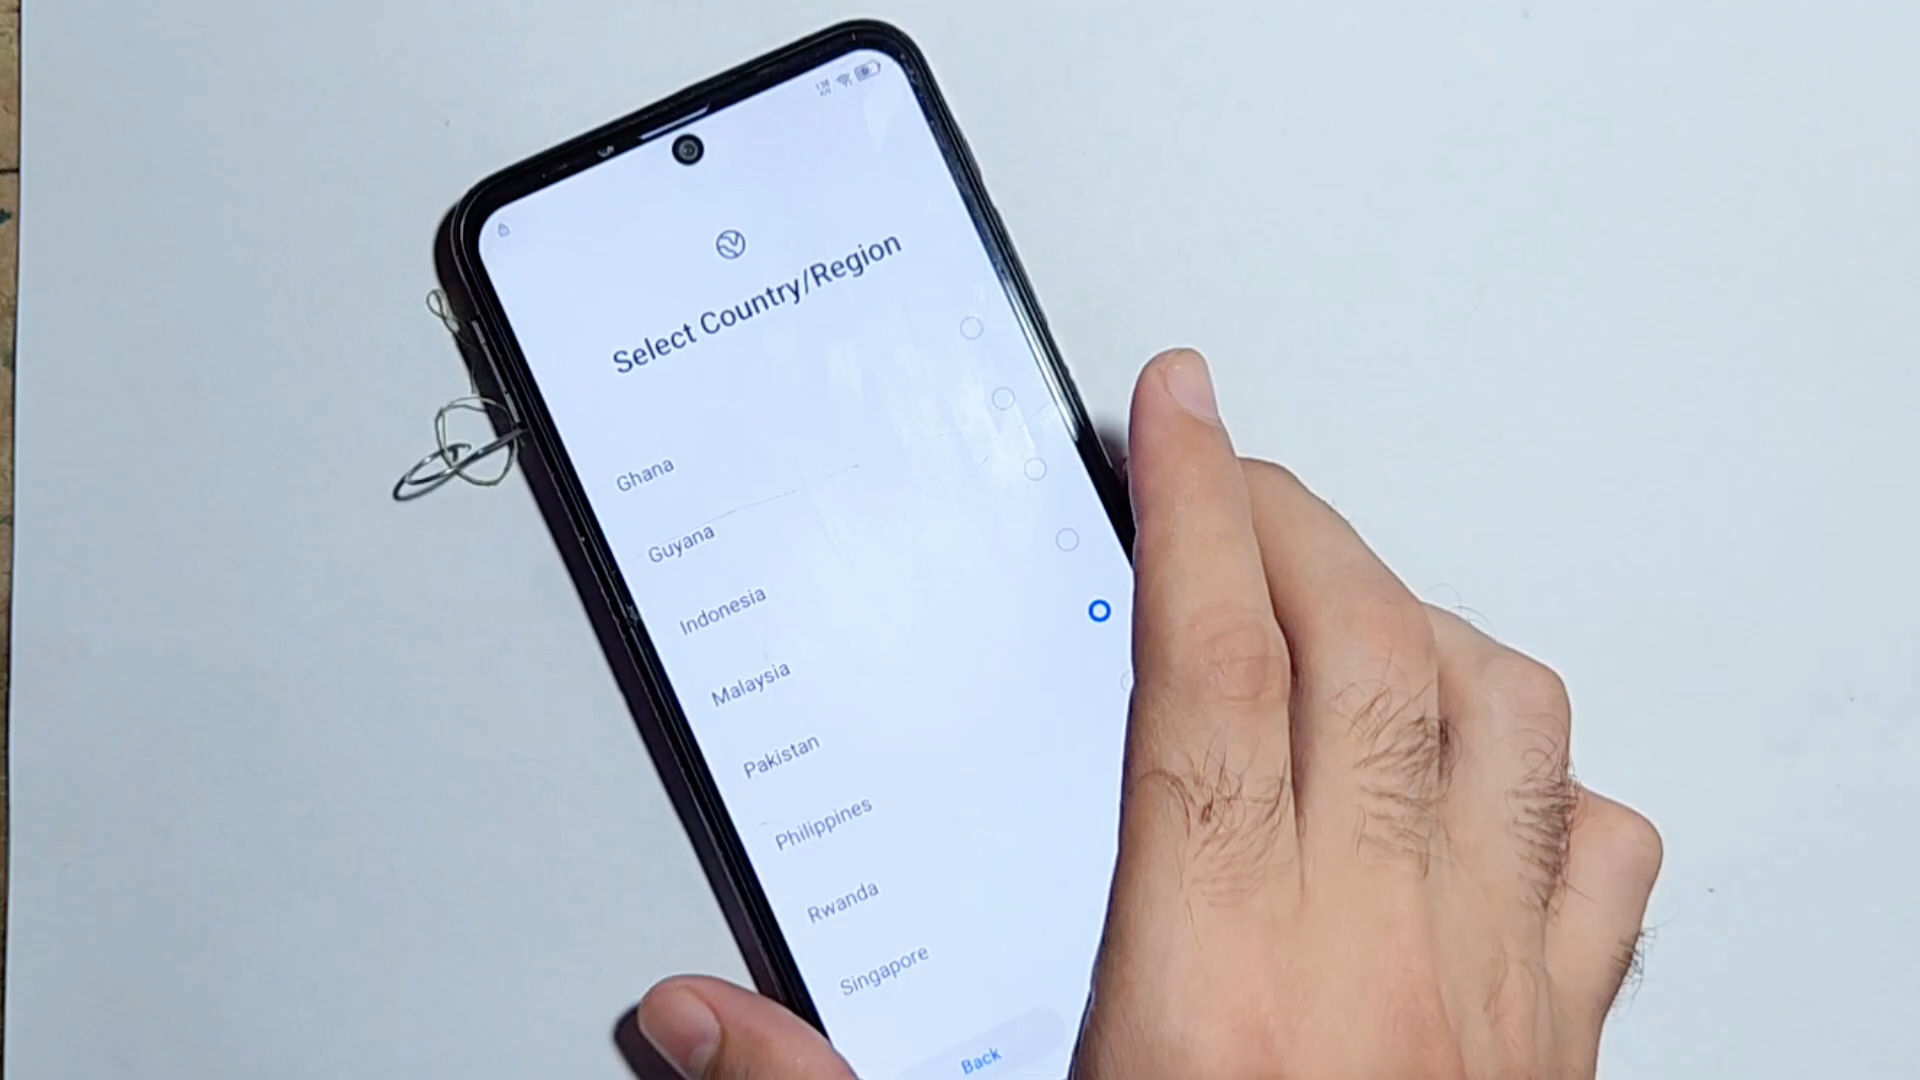 Select Country/Region
Ghana
Guyana
Indonesia
Malaysia
Pakistan
Philippines
Rwanda
Singapore
Back